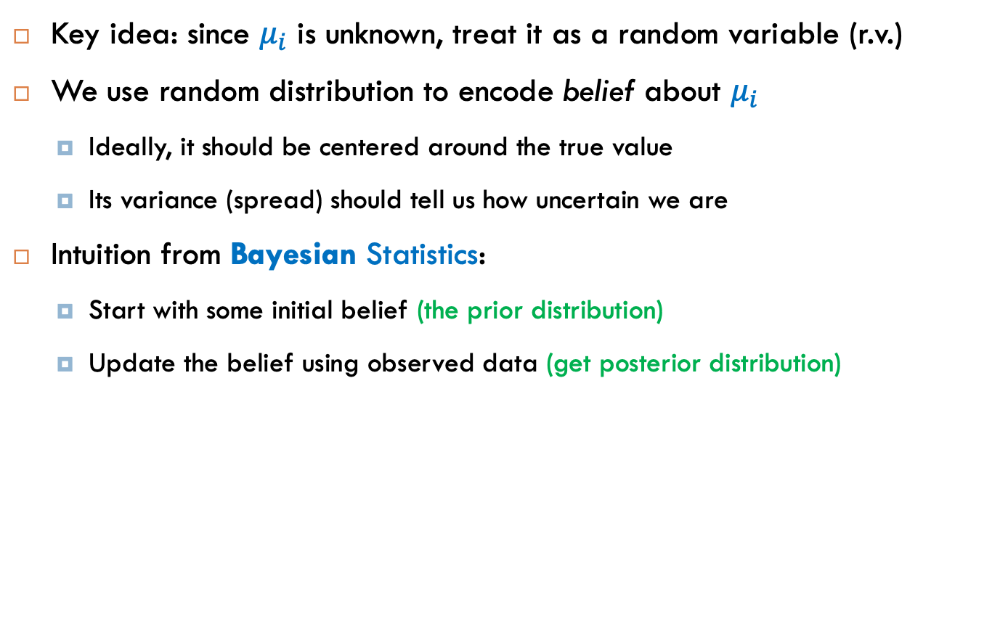 Key idea: since μᵢ is unknown, treat it as a random variable (r.v.)
We use random distribution to encode belief about μᵢ
Ideally, it should be centered around the true value
Its variance (spread) should tell us how uncertain we are
Intuition from Bayesian Statistics:
Start with some initial belief (the prior distribution)
Update the belief using observed data (get posterior distribution)